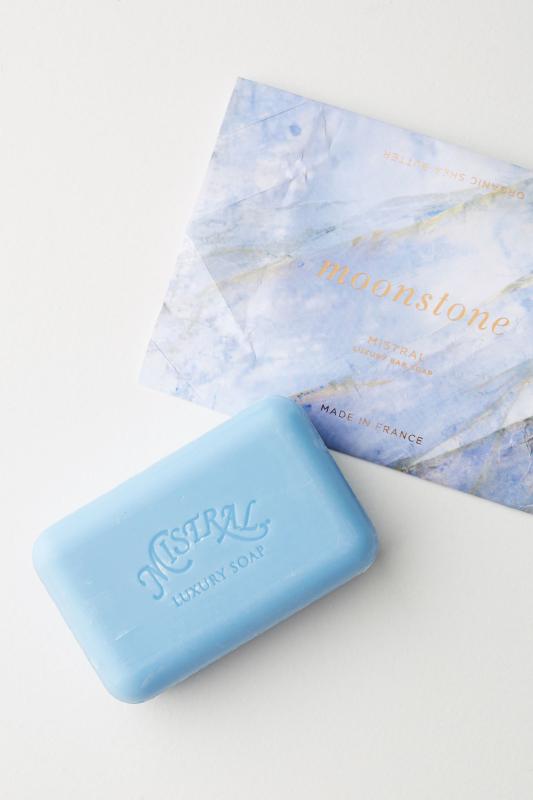 ORGANIC SHEA BUTTER
moonstone
MISTRAL
LUXURY BAR SOAP
MADE IN FRANCE
MISTRAL
LUXURY SOAP